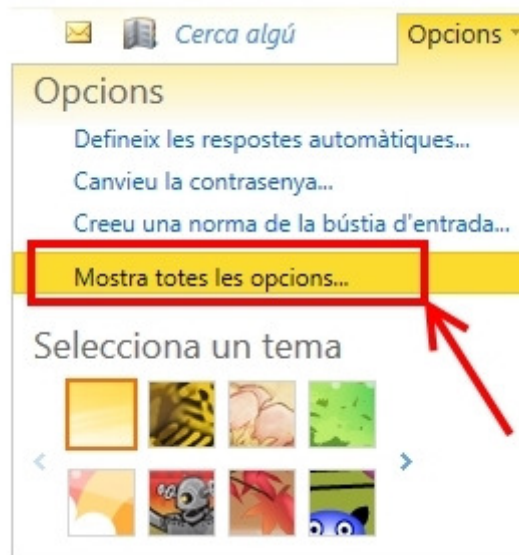 Cerca algú Opcions
Opcions
Defineix les respostes automàtiques...
Canvieu la contrasenya...
Creeu una norma de la bústia d'entrada...
Mostra totes les opcions...
Selecciona un tema